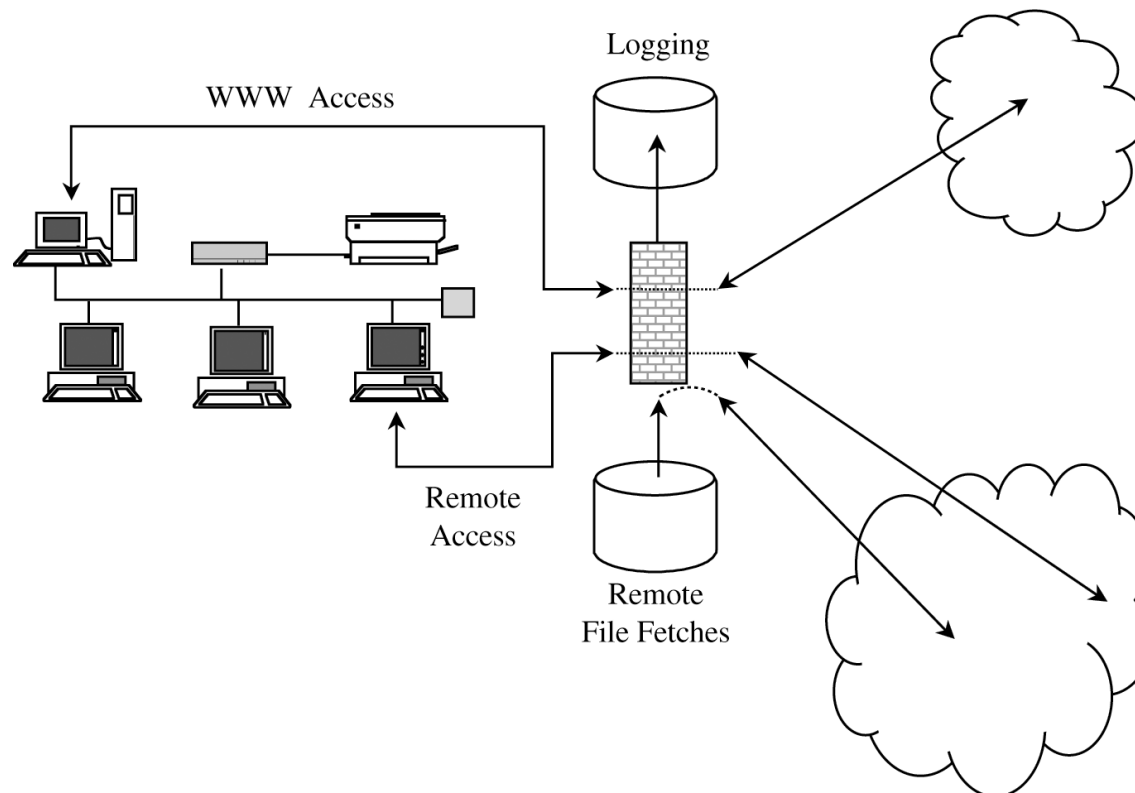 Logging
WWW Access
Remote
Access
Remote
File Fetches